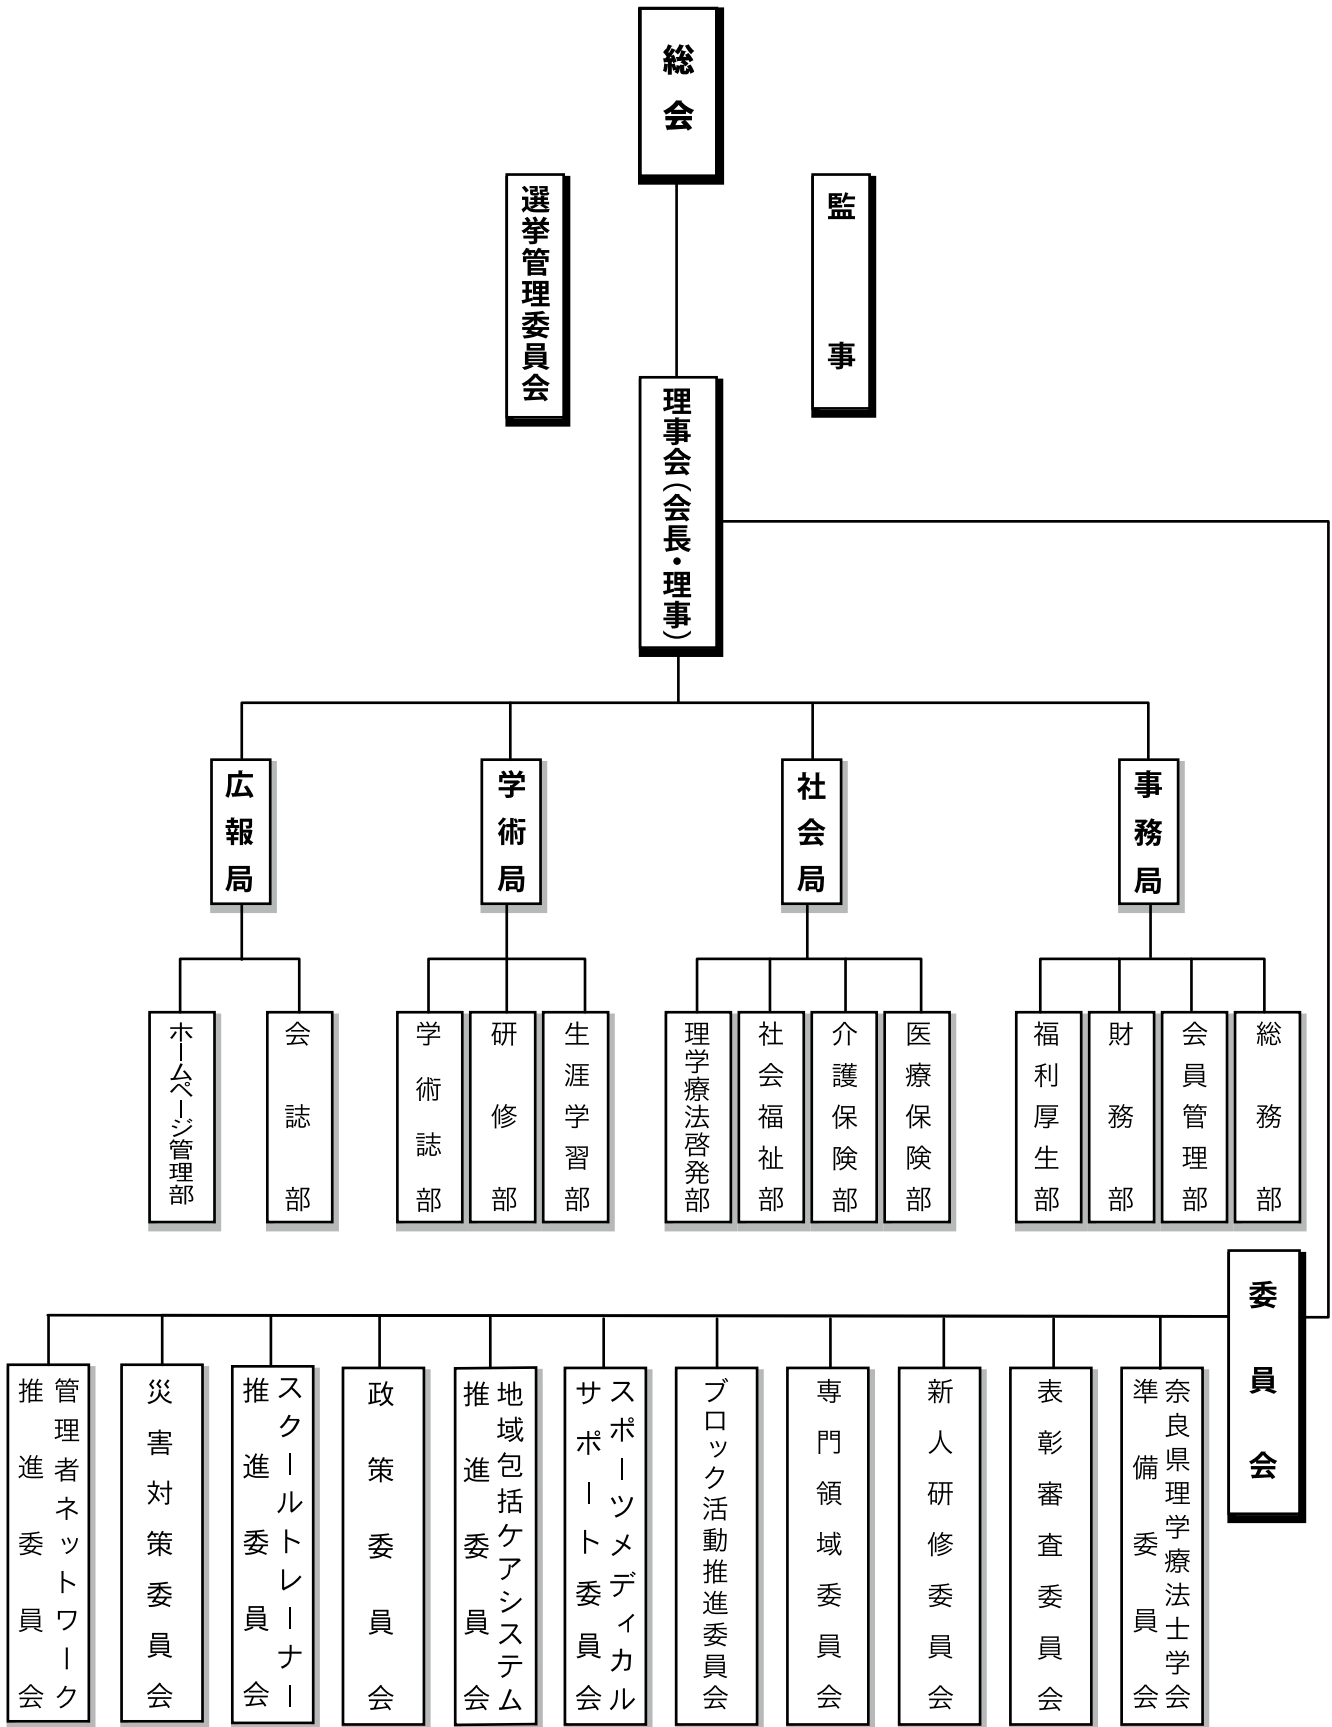 総会
選挙管理委員会
監事
理事会（会長・理事）
広報局
学術局
社会局
事務局
ホームページ管理部
会誌部
学術誌部
研修部
生涯学習部
理学療法啓発部
社会福祉部
介護保険部
医療保険部
福利厚生部
財務部
会員管理部
総務部
委員会
管理者ネットワーク
推進委員会
災害対策委員会
スクールトレーナー
推進委員会
政策委員会
地域包括ケアシステム
推進委員会
スポーツメディカル
サポート委員会
ブロック活動推進委員会
専門領域委員会
新人研修委員会
表彰審査委員会
奈良県理学療法士学会
準備委員会